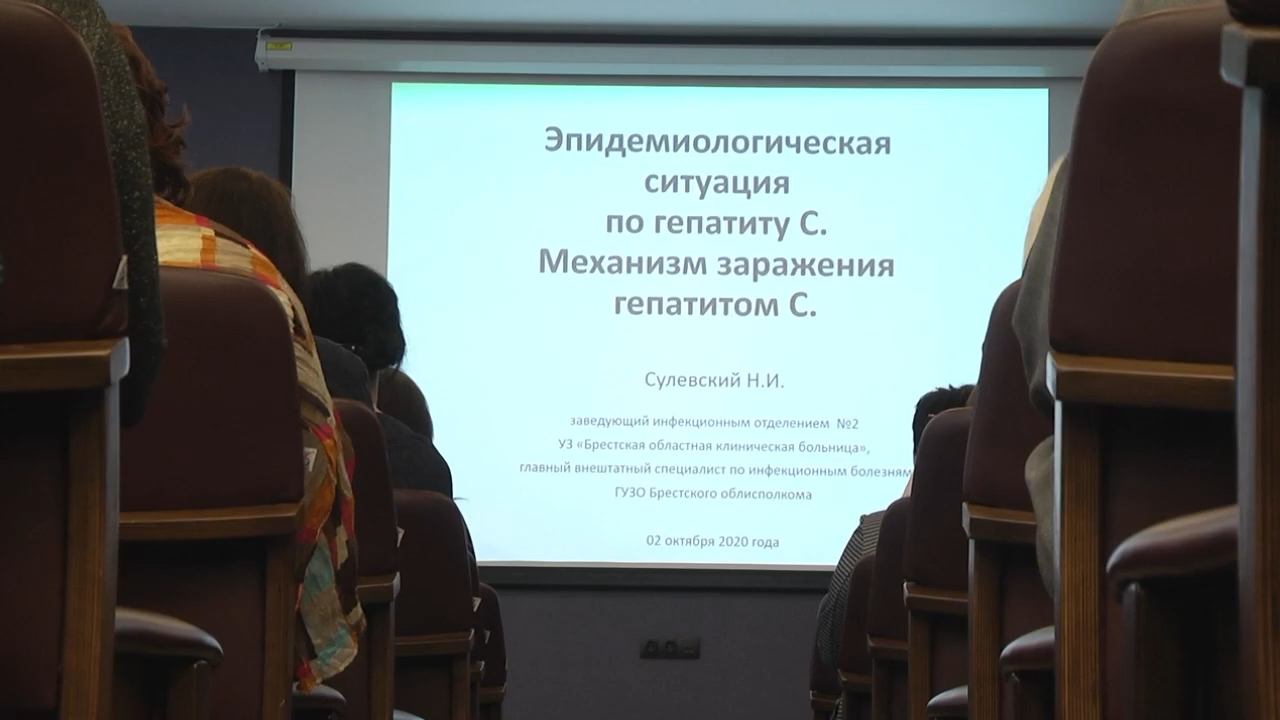 Эпидемиологическая
ситуация
по гепатиту С.
Механизм заражения
гепатитом С.
Сулевский Н.И.
заведующий инфекционным отделением №2
УЗ «Брестская областная клиническая больница»,
главный внештатный специалист по инфекционным болезням
ГУЗО Брестского облисполкома
02 октября 2020 года